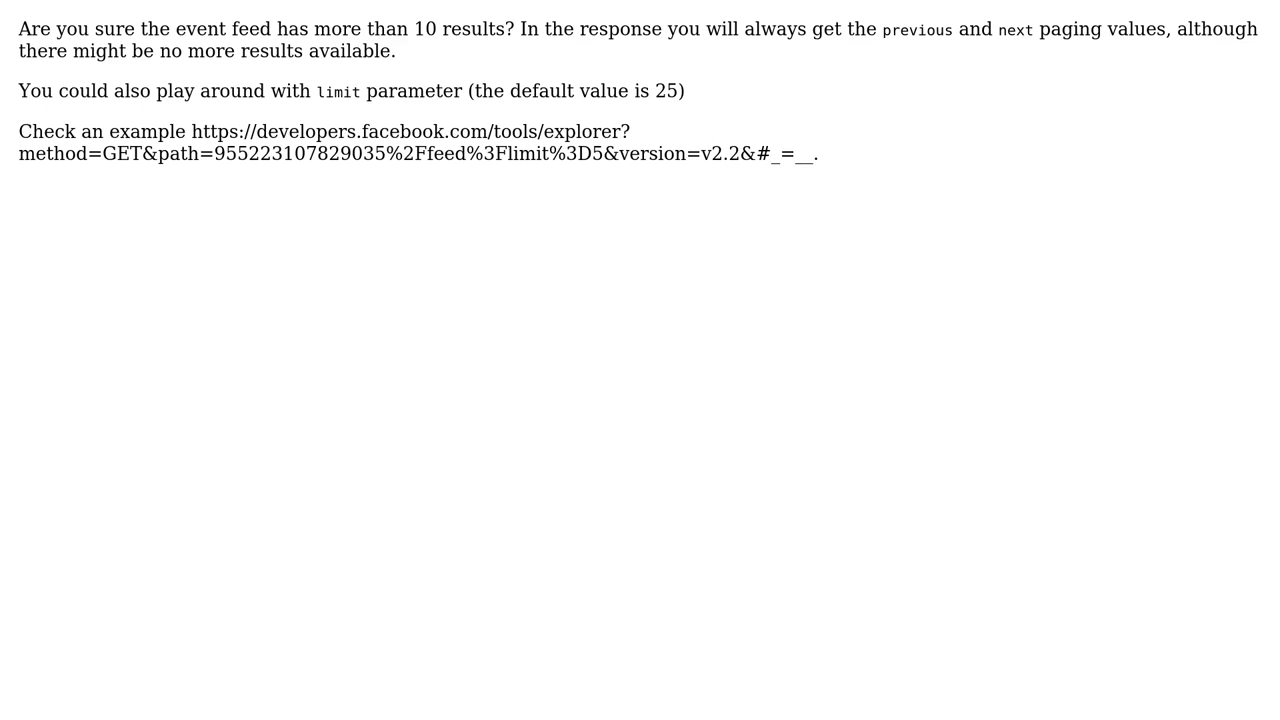 Are you sure the event feed has more than 10 results? In the response you will always get the previous and next paging values, although
there might be no more results available.
You could also play around with limit parameter (the default value is 25)
Check an example https://developers.facebook.com/tools/explorer?
method=GET&path=955223107829035%2Ffeed%3Flimit%3D5&version=v2.2&#_=__.